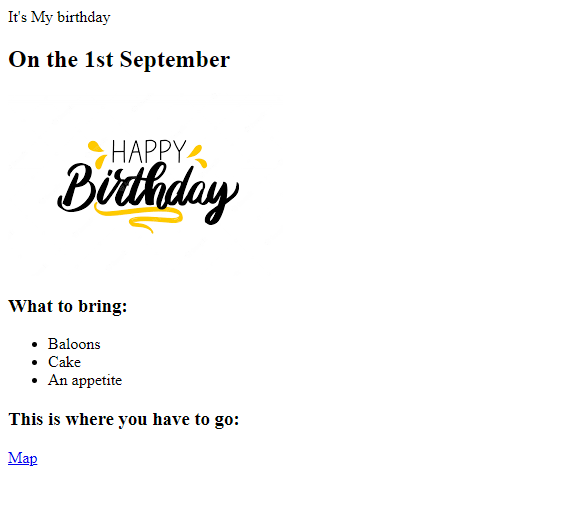 It's My birthday
On the 1st September
HAPPY
Birthday
What to bring:
Baloons
Cake
An appetite
This is where you have to go:
Map